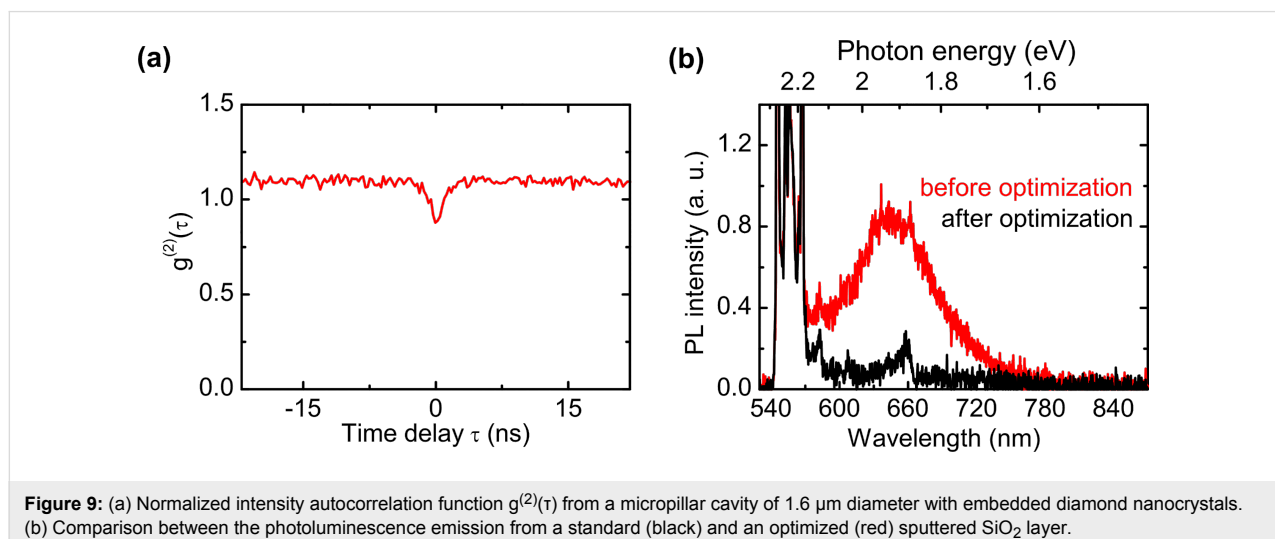 (a)
1.5
1.0
0.5
0.0
g(2)(τ)
-15 0 15
Time delay τ (ns)
(b)
Photon energy (eV)
2.2 2 1.8 1.6
1.2
0.8
0.4
0.0
PL intensity (a. u.)
before optimization
after optimization
540 600 660 720 780 840
Wavelength (nm)
Figure 9: (a) Normalized intensity autocorrelation function g(2)(τ) from a micropillar cavity of 1.6 μm diameter with embedded diamond nanocrystals.
(b) Comparison between the photoluminescence emission from a standard (black) and an optimized (red) sputtered SiO2 layer.